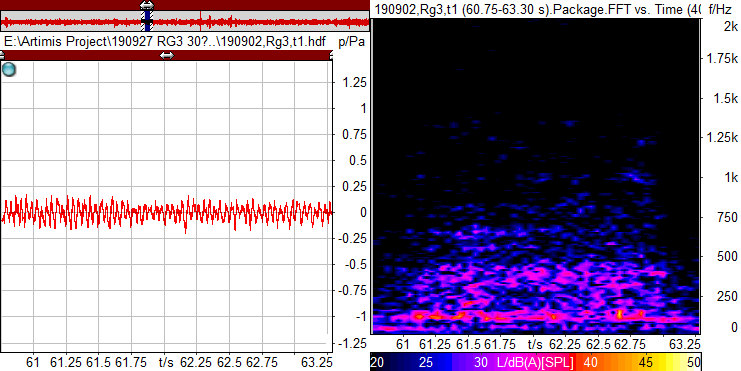 E:\Artimis Project\190927 RG3 30?..\190902,Rg3,t1.hdf p/Pa
1.25
1
0.75
0.5
0.25
0
-0.25
-0.5
-0.75
-1
-1.25
61 61.25 61.5 61.75 t/s 62.25 62.5 62.75 63.25
190902,Rg3,t1 (60.75-63.30 s).Package.FFT vs. Time (40 f/Hz
2k
1.75k
1.5k
1.25k
1k
750
500
250
0
61 61.25 61.5 61.75 t/s 62.25 62.5 62.75 63.25
20 25 30 L/dB(A)[SPL] 40 45 50